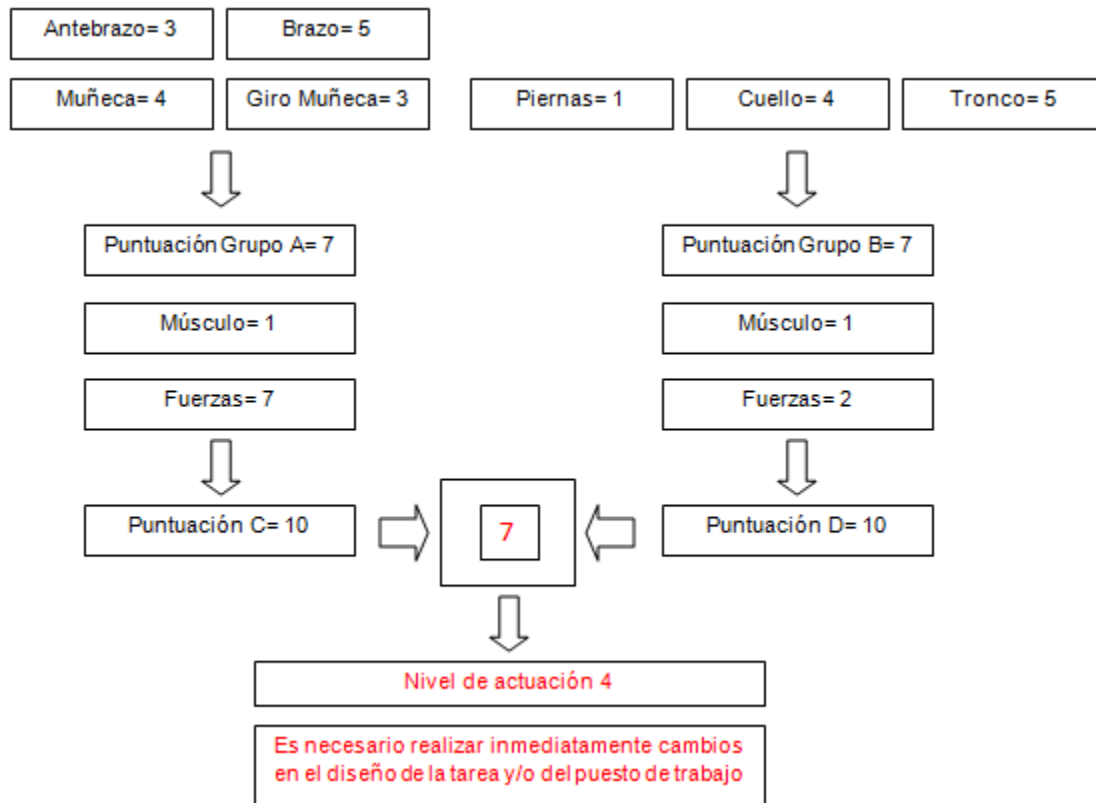 Antebrazo= 3
Brazo= 5
Muñeca= 4
Giro Muñeca= 3
Piernas= 1
Cuello= 4
Tronco= 5
Puntuación Grupo A= 7
Puntuación Grupo B= 7
Músculo= 1
Músculo= 1
Fuerzas= 7
Fuerzas= 2
Puntuación C= 10
7
Puntuación D= 10
Nivel de actuación 4
Es necesario realizar inmediatamente cambios
en el diseño de la tarea y/o del puesto de trabajo